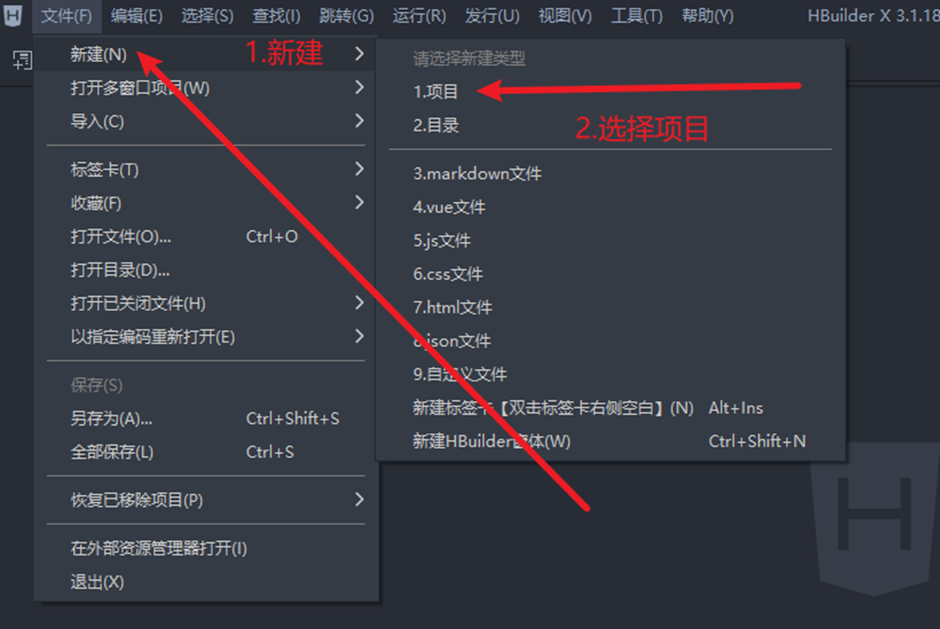 文件(F) 编辑(E) 选择(S) 查找(I) 跳转(G) 运行(R) 发行(U) 视图(V) 工具(T) 帮助(Y) HBuilder X 3.1.18
新建(N)
1.新建
打开多窗口项目(W)
导入(C)
标签卡(T)
收藏(F)
打开文件(O)... Ctrl+O
打开目录(D)...
打开已关闭文件(H)
以指定编码重新打开(E)
保存(S)
另存为(A)... Ctrl+Shift+S
全部保存(L) Ctrl+S
恢复已移除项目(P)
在外部资源管理器打开(I)
退出(X)
请选择新建类型
1.项目
2.目录
2.选择项目
3.markdown文件
4.vue文件
5.js文件
6.css文件
7.html文件
8.json文件
9.自定义文件
新建标签卡【双击标签卡右侧空白】(N) Alt+Ins
新建HBuilder窗体(W) Ctrl+Shift+N
H